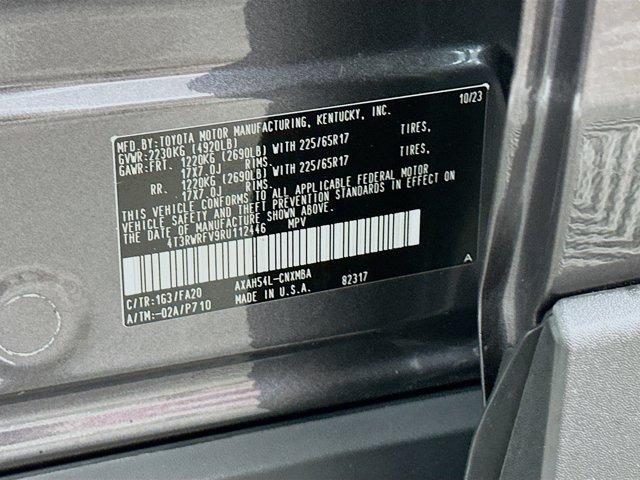 10/23
MFD.BY:TOYOTA MOTOR MANUFACTURING, KENTUCKY, INC.
GVWR:2230KG (4920LB)
GAWR:FRT. 1220KG (2690LB) WITH 225/65R17 TIRES,
17X7.0J RIMS.
RR. 1220KG (2690LB) WITH 225/65R17 TIRES,
17X7.0J RIMS.
THIS VEHICLE CONFORMS TO ALL APPLICABLE FEDERAL MOTOR
VEHICLE SAFETY AND THEFT PREVENTION STANDARDS IN EFFECT ON
THE DATE OF MANUFACTURE SHOWN ABOVE.
4T3RWRFV9RU112446 MPV
C/TR:1G3/FA20 AXAH54L-CNXMBA 82317 A
A/TM:-02A/P710 MADE IN U.S.A.